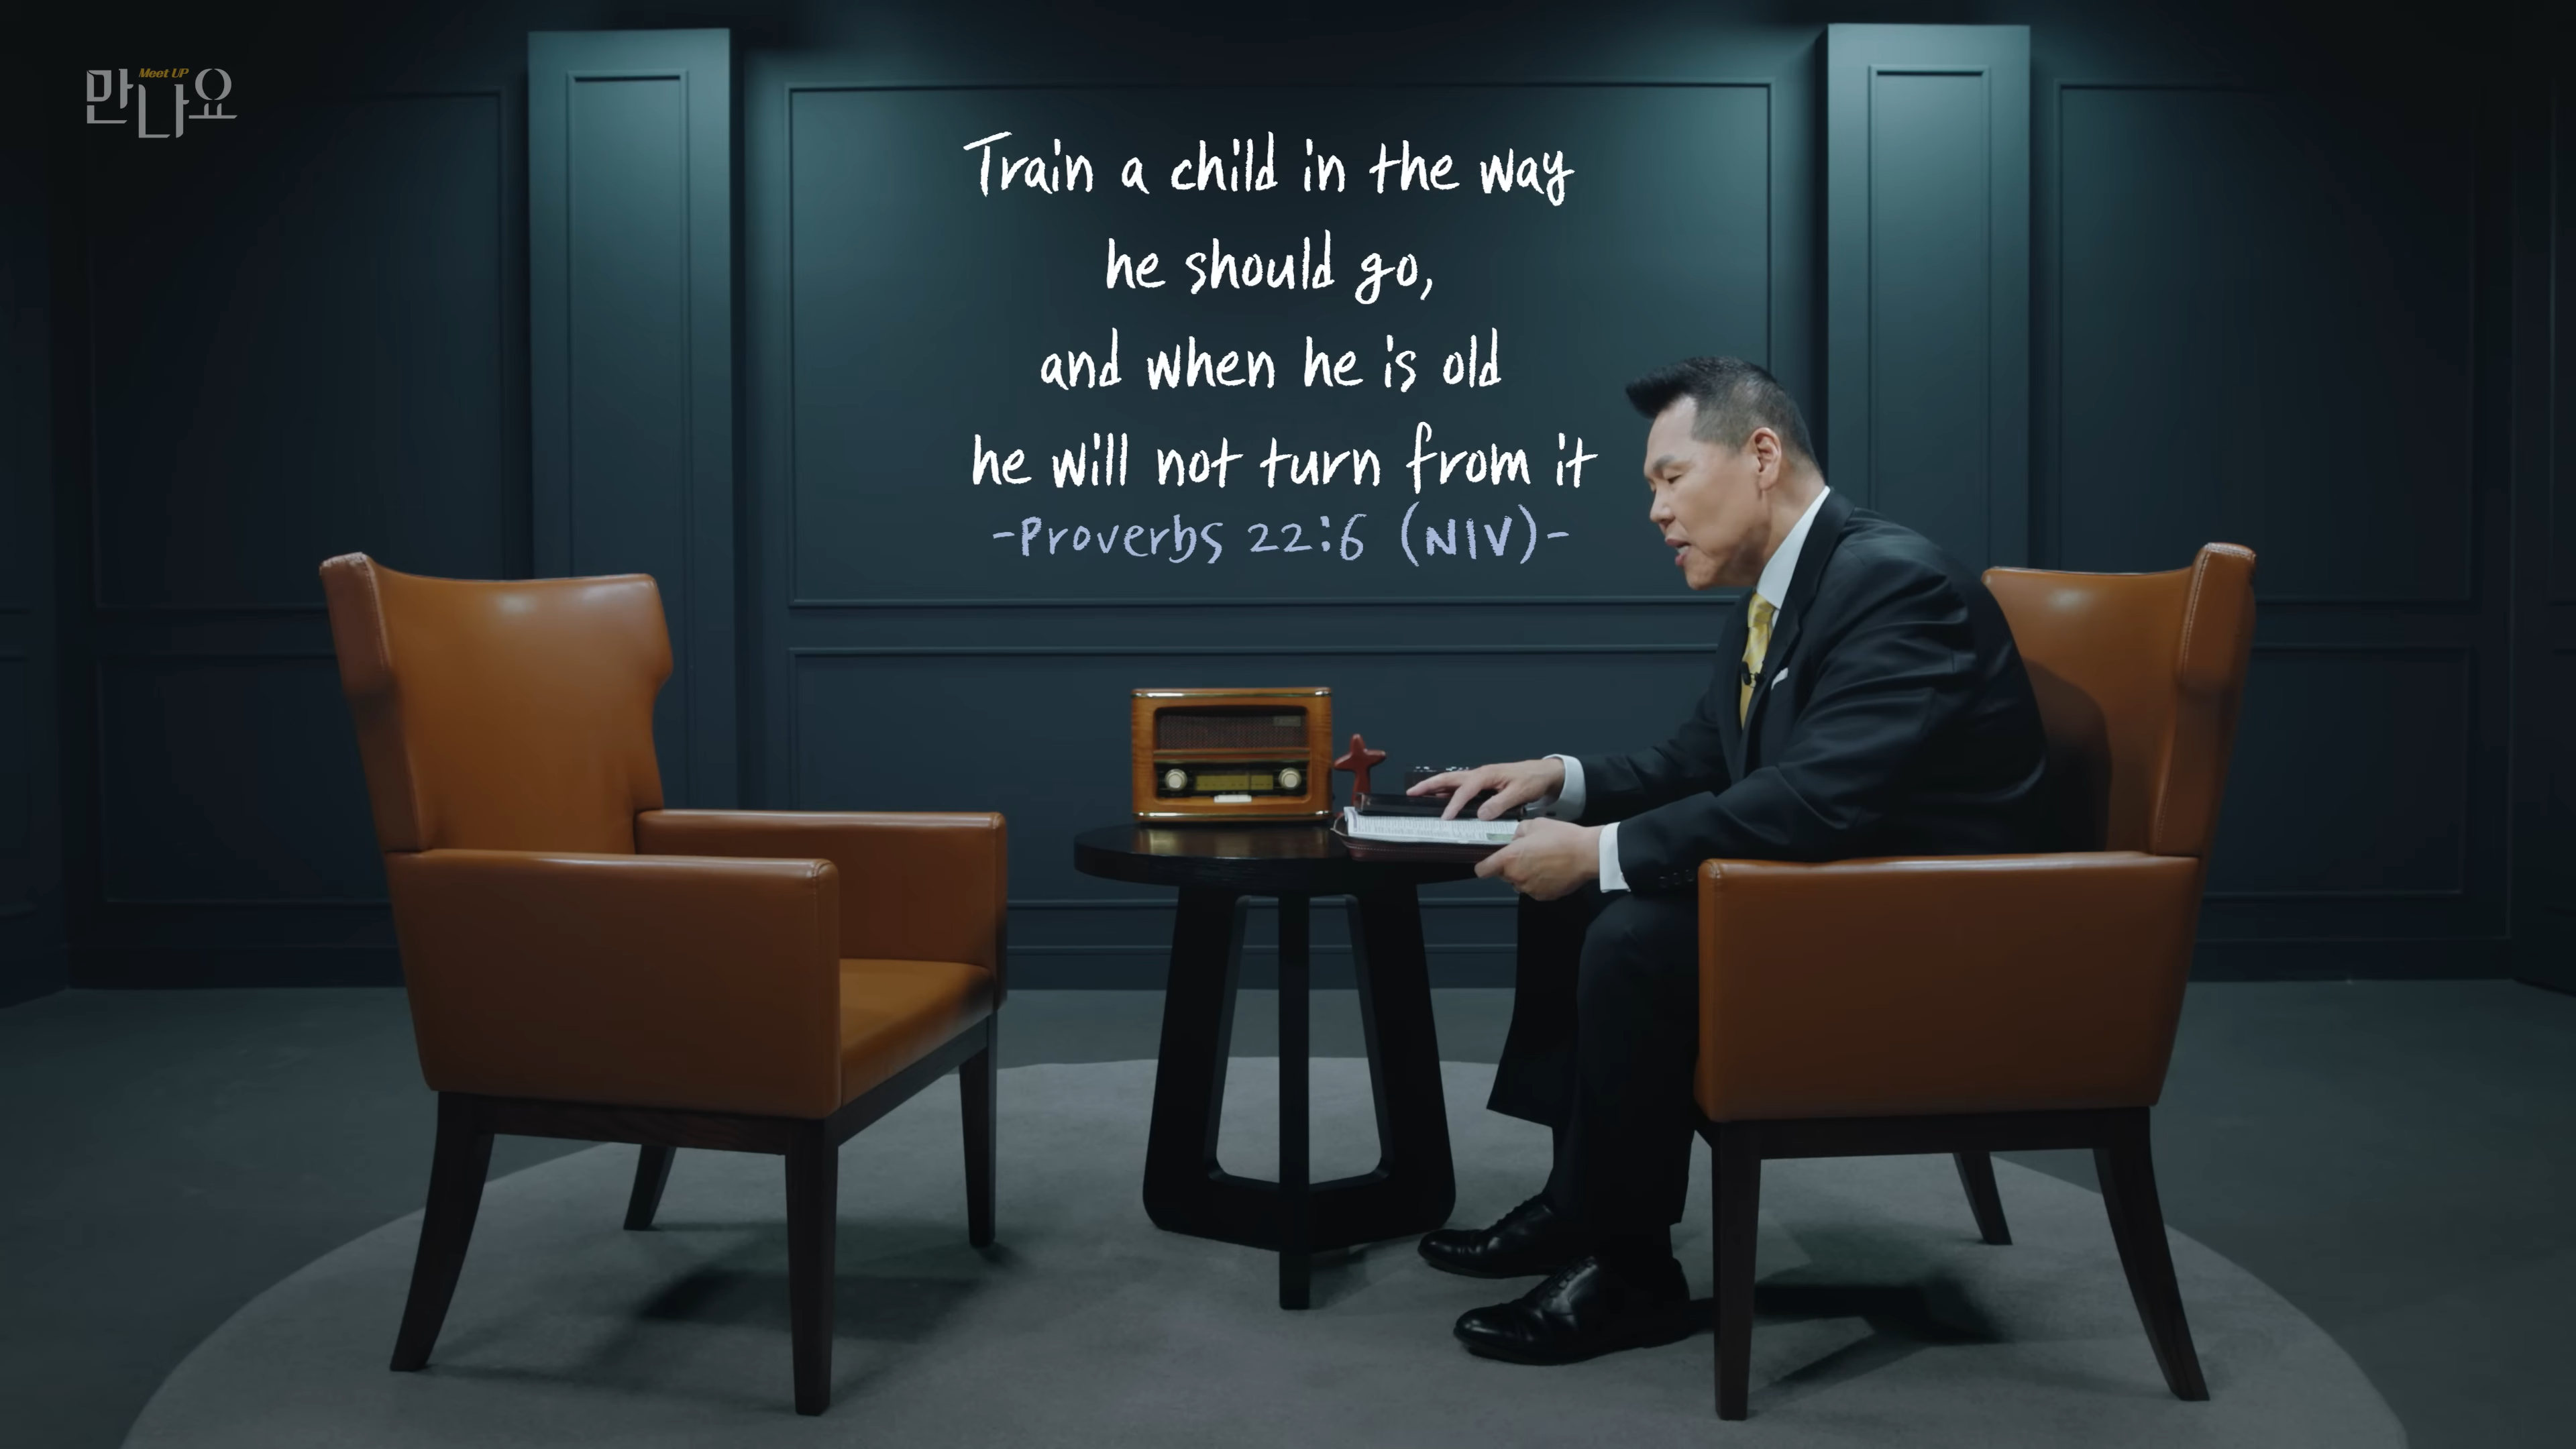 Meet UP
만나요
Train a child in the way
he should go,
and when he is old
he will not turn from it
-Proverbs 22:6 (NIV)-